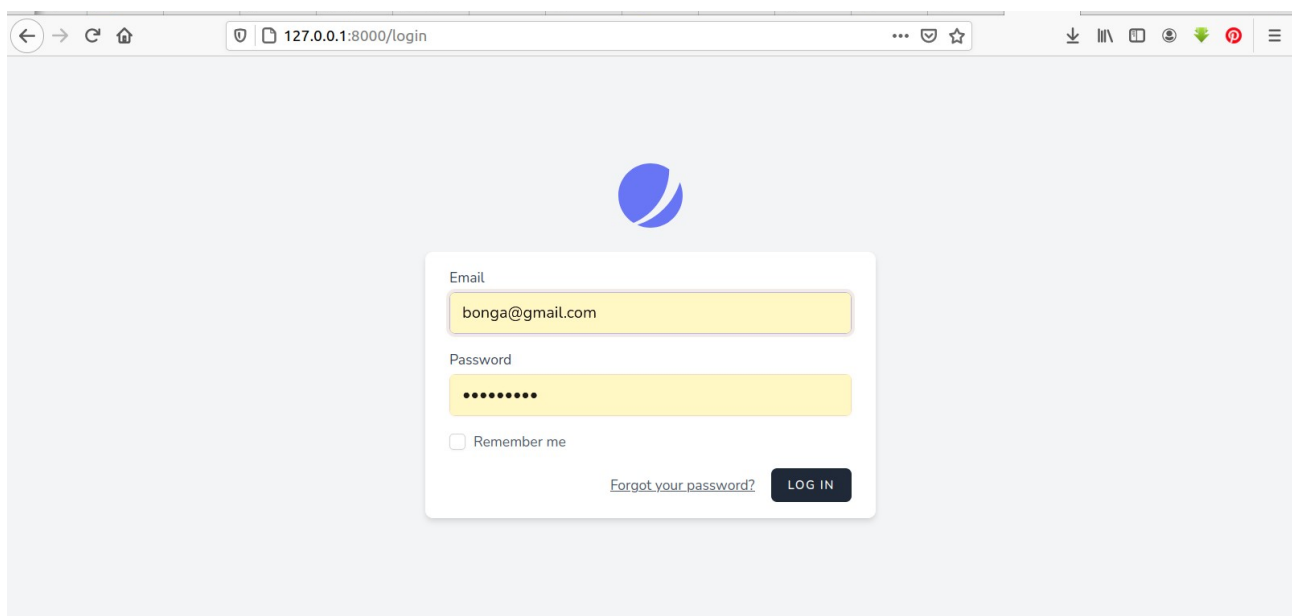 127.0.0.1:8000/login
Email
bonga@gmail.com
Password
•••••••••
Remember me
Forgot your password? LOG IN